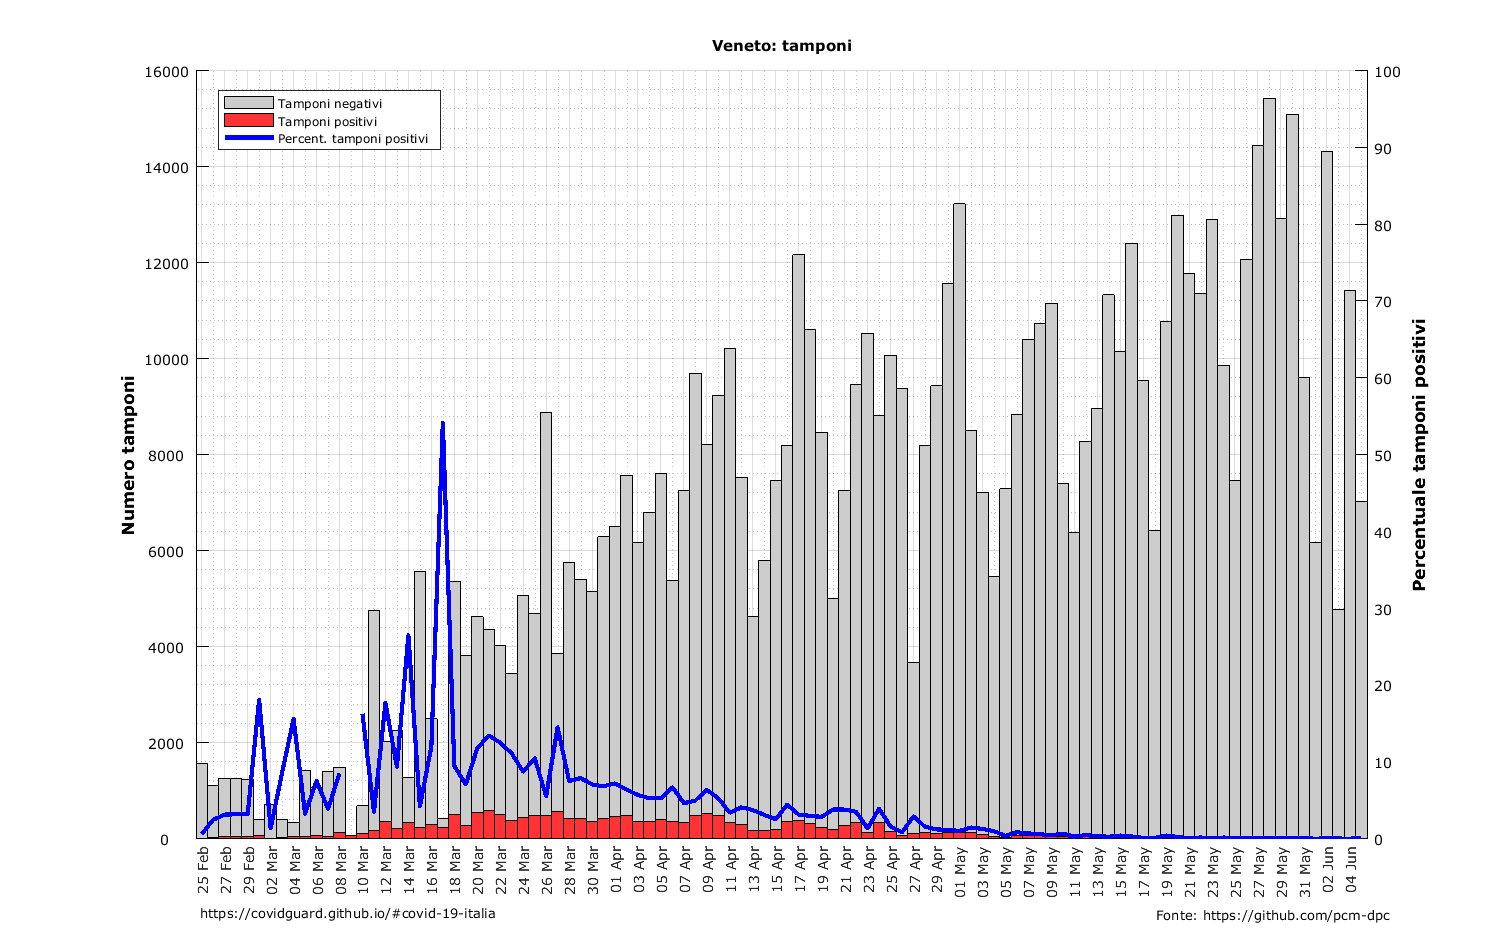 Veneto: tamponi
Tamponi negativi
Tamponi positivi
Percent. tamponi positivi
Numero tamponi
16000
14000
12000
10000
8000
6000
4000
2000
0
100
90
80
70
60
50
40
30
20
10
0
Percentuale tamponi positivi
25 Feb
27 Feb
29 Feb
02 Mar
04 Mar
06 Mar
08 Mar
10 Mar
12 Mar
14 Mar
16 Mar
18 Mar
20 Mar
22 Mar
24 Mar
26 Mar
28 Mar
30 Mar
01 Apr
03 Apr
05 Apr
07 Apr
09 Apr
11 Apr
13 Apr
15 Apr
17 Apr
19 Apr
21 Apr
23 Apr
25 Apr
27 Apr
29 Apr
01 May
03 May
05 May
07 May
09 May
11 May
13 May
15 May
17 May
19 May
21 May
23 May
25 May
27 May
29 May
31 May
02 Jun
04 Jun
https://covidguard.github.io/#covid-19-italia
Fonte: https://github.com/pcm-dpc